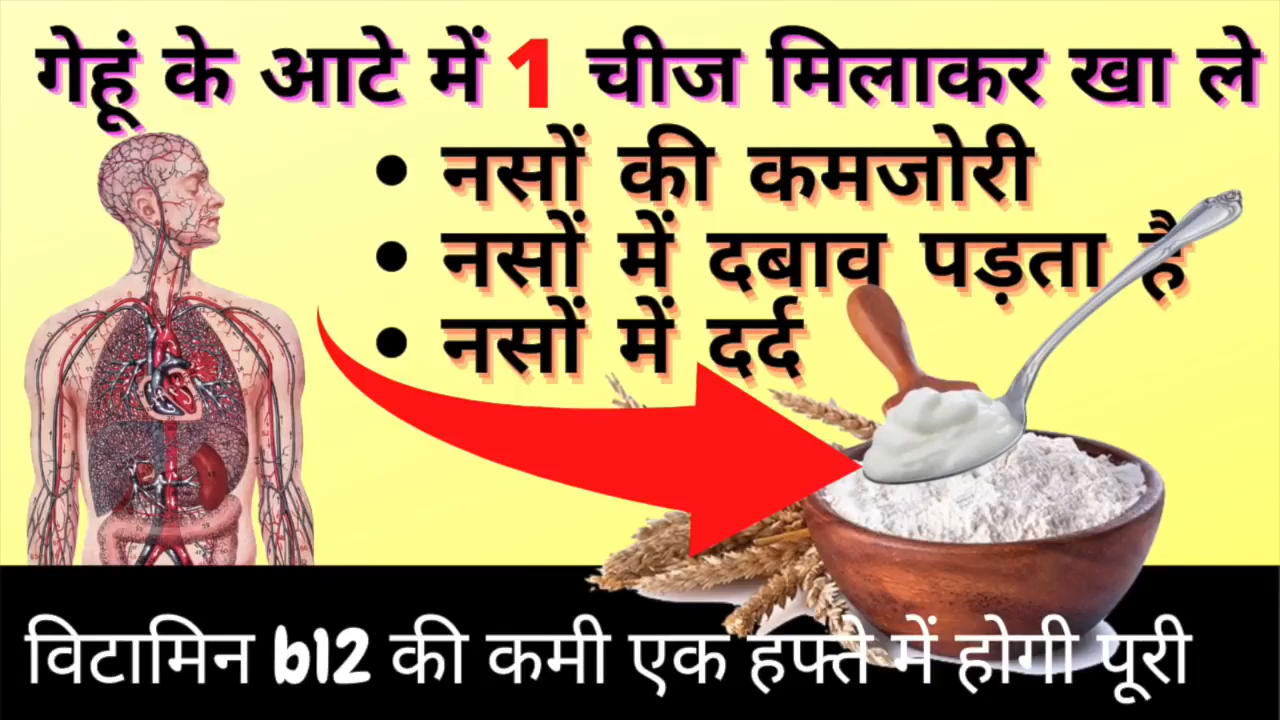 गेहूं के आटे में 1 चीज मिलाकर खा ले
• नसों की कमजोरी
• नसों में दबाव पड़ता है
• नसों में दर्द
विटामिन b12 की कमी एक हफ्ते में होगी पूरी